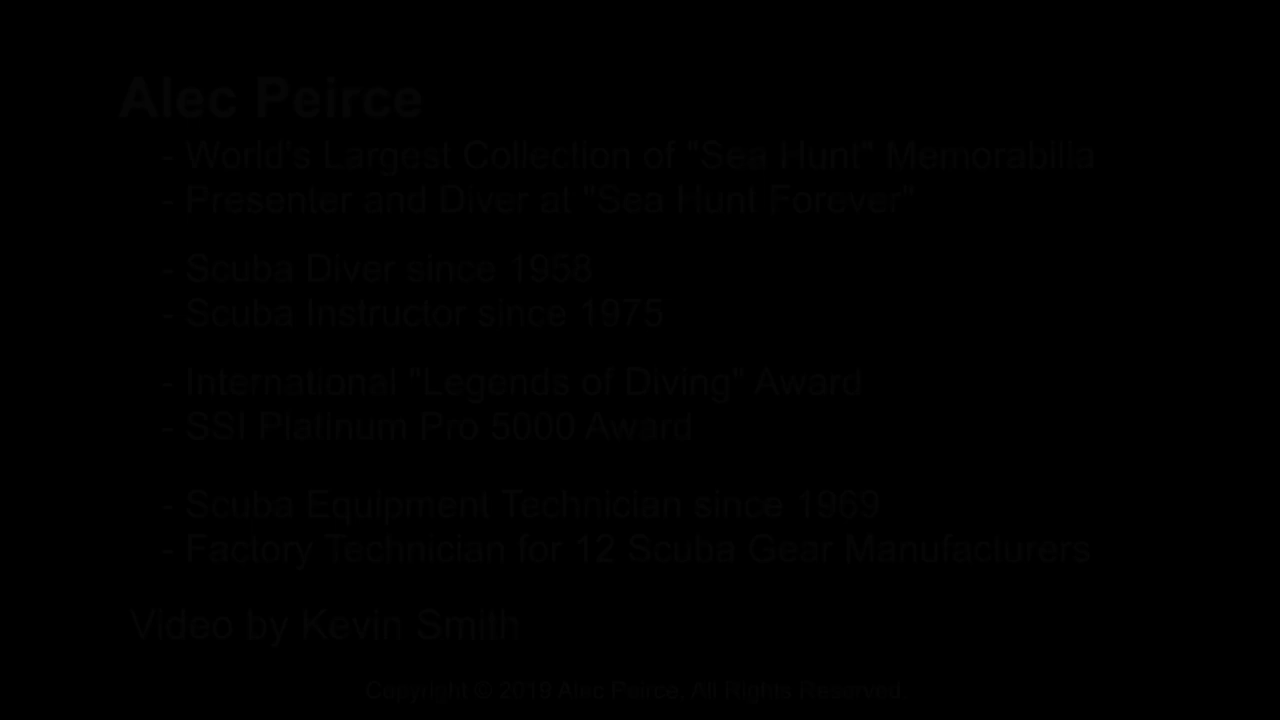 Alec Peirce
- World's Largest Collection of "Sea Hunt" Memorabilla
- Presenter and Diver at "Sea Hunt Forever"
- Scuba Diver since 1958
- Scuba Instructor since 1975
- International "Legends of Diving" Award
- SSI Platinum Pro 5000 Award
- Scuba Equipment Technician since 1969
- Factory Technician for 12 Scuba Gear Manufacturers
Video by Kevin Smith
Copyright © 2019 Alec Peirce. All Rights Reserved.